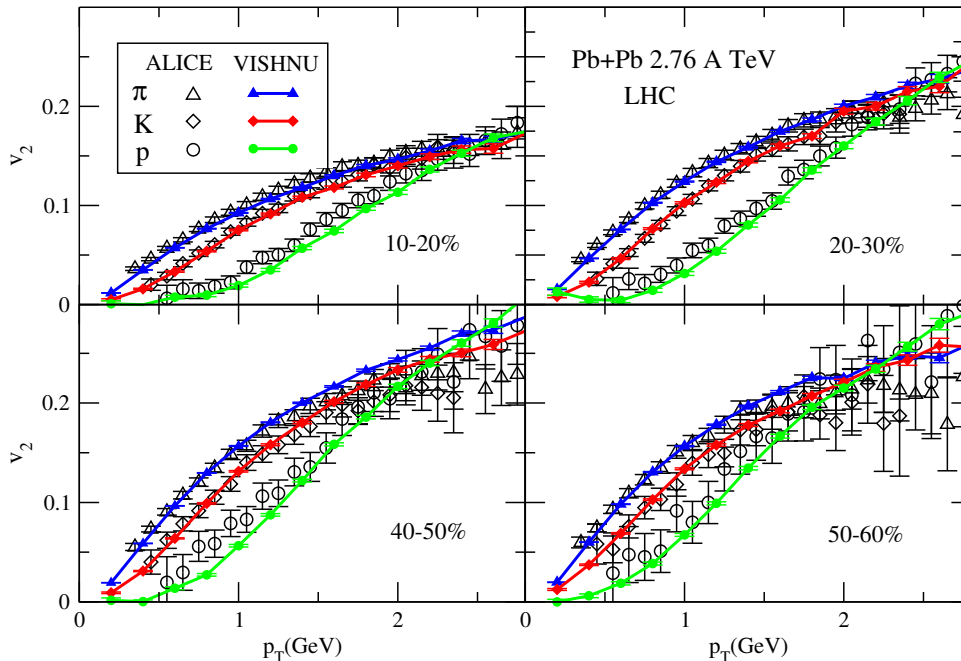 ALICE VISHNU
π
K
p
Pb+Pb 2.76 A TeV
LHC
v2
0.2
0.1
0
10-20%
20-30%
v2
0.2
0.1
0
40-50%
50-60%
0 1 2 0 1 2
pT(GeV) pT(GeV)